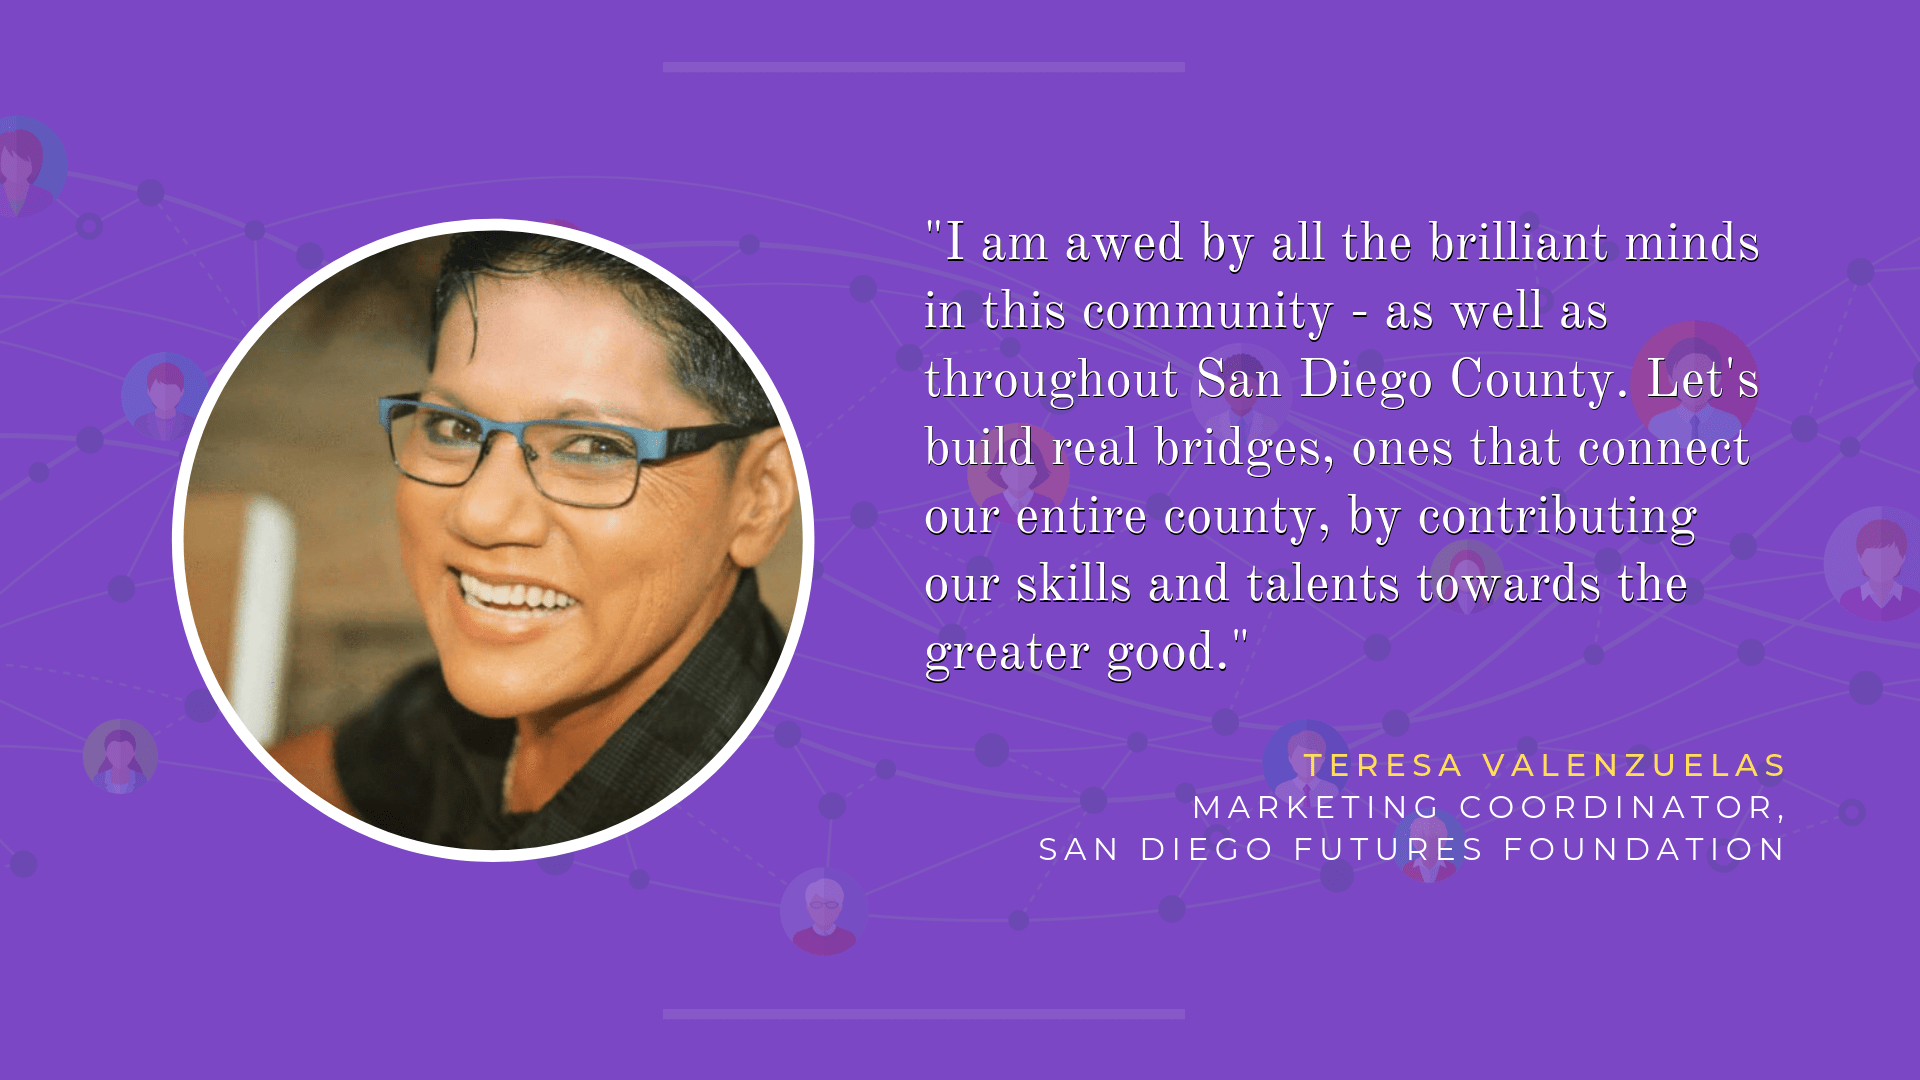 "I am awed by all the brilliant minds
in this community - as well as
throughout San Diego County. Let's
build real bridges, ones that connect
our entire county, by contributing
our skills and talents towards the
greater good."
TERESA VALENZUELAS
MARKETING COORDINATOR,
SAN DIEGO FUTURES FOUNDATION